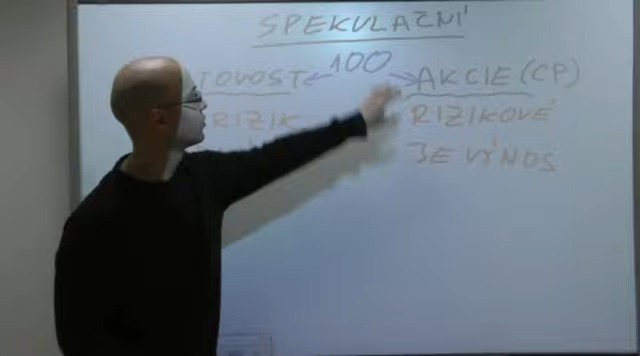 SPEKULAČNÍ
TOVOST ← 100 → AKCIE (CP)
RIZIK RIZIKOVÉ
JE VÝNOS